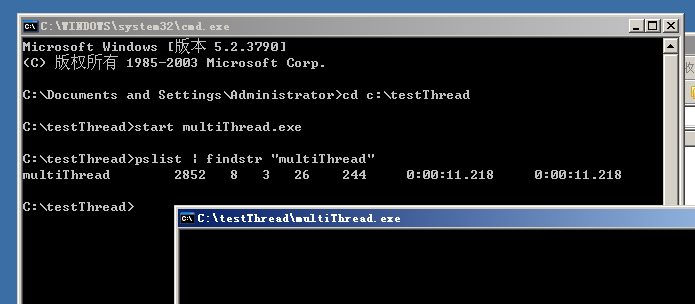 C:\WINDOWS\system32\cmd.exe
Microsoft Windows [版本 5.2.3790]
(C) 版权所有 1985-2003 Microsoft Corp.
C:\Documents and Settings\Administrator>cd c:\testThread
C:\testThread>start multiThread.exe
C:\testThread>pslist | findstr "multiThread"
multiThread 2852 8 3 26 244 0:00:11.218 0:00:11.218
C:\testThread>
C:\testThread\multiThread.exe